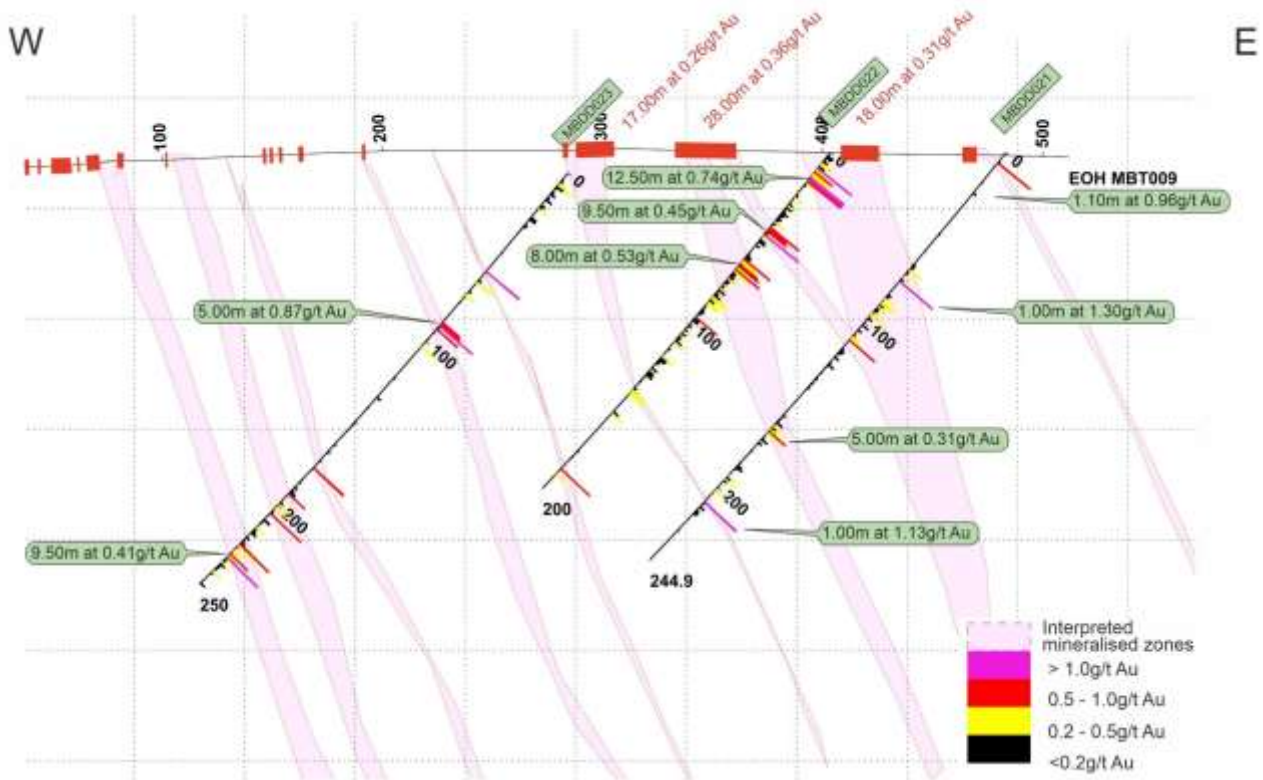 W
E
17.00m at 0.26g/t Au
28.00m at 0.36g/t Au
18.00m at 0.31g/t Au
MBDD023
MBDD022
MBDD021
100
200
300
400
500
0
0
0
EOH MBT009
12.50m at 0.74g/t Au
1.10m at 0.96g/t Au
9.50m at 0.45g/t Au
8.00m at 0.53g/t Au
5.00m at 0.87g/t Au
1.00m at 1.30g/t Au
100
100
100
5.00m at 0.31g/t Au
200
200
200
1.00m at 1.13g/t Au
9.50m at 0.41g/t Au
244.9
250
Interpreted
mineralised zones
> 1.0g/t Au
0.5 - 1.0g/t Au
0.2 - 0.5g/t Au
<0.2g/t Au